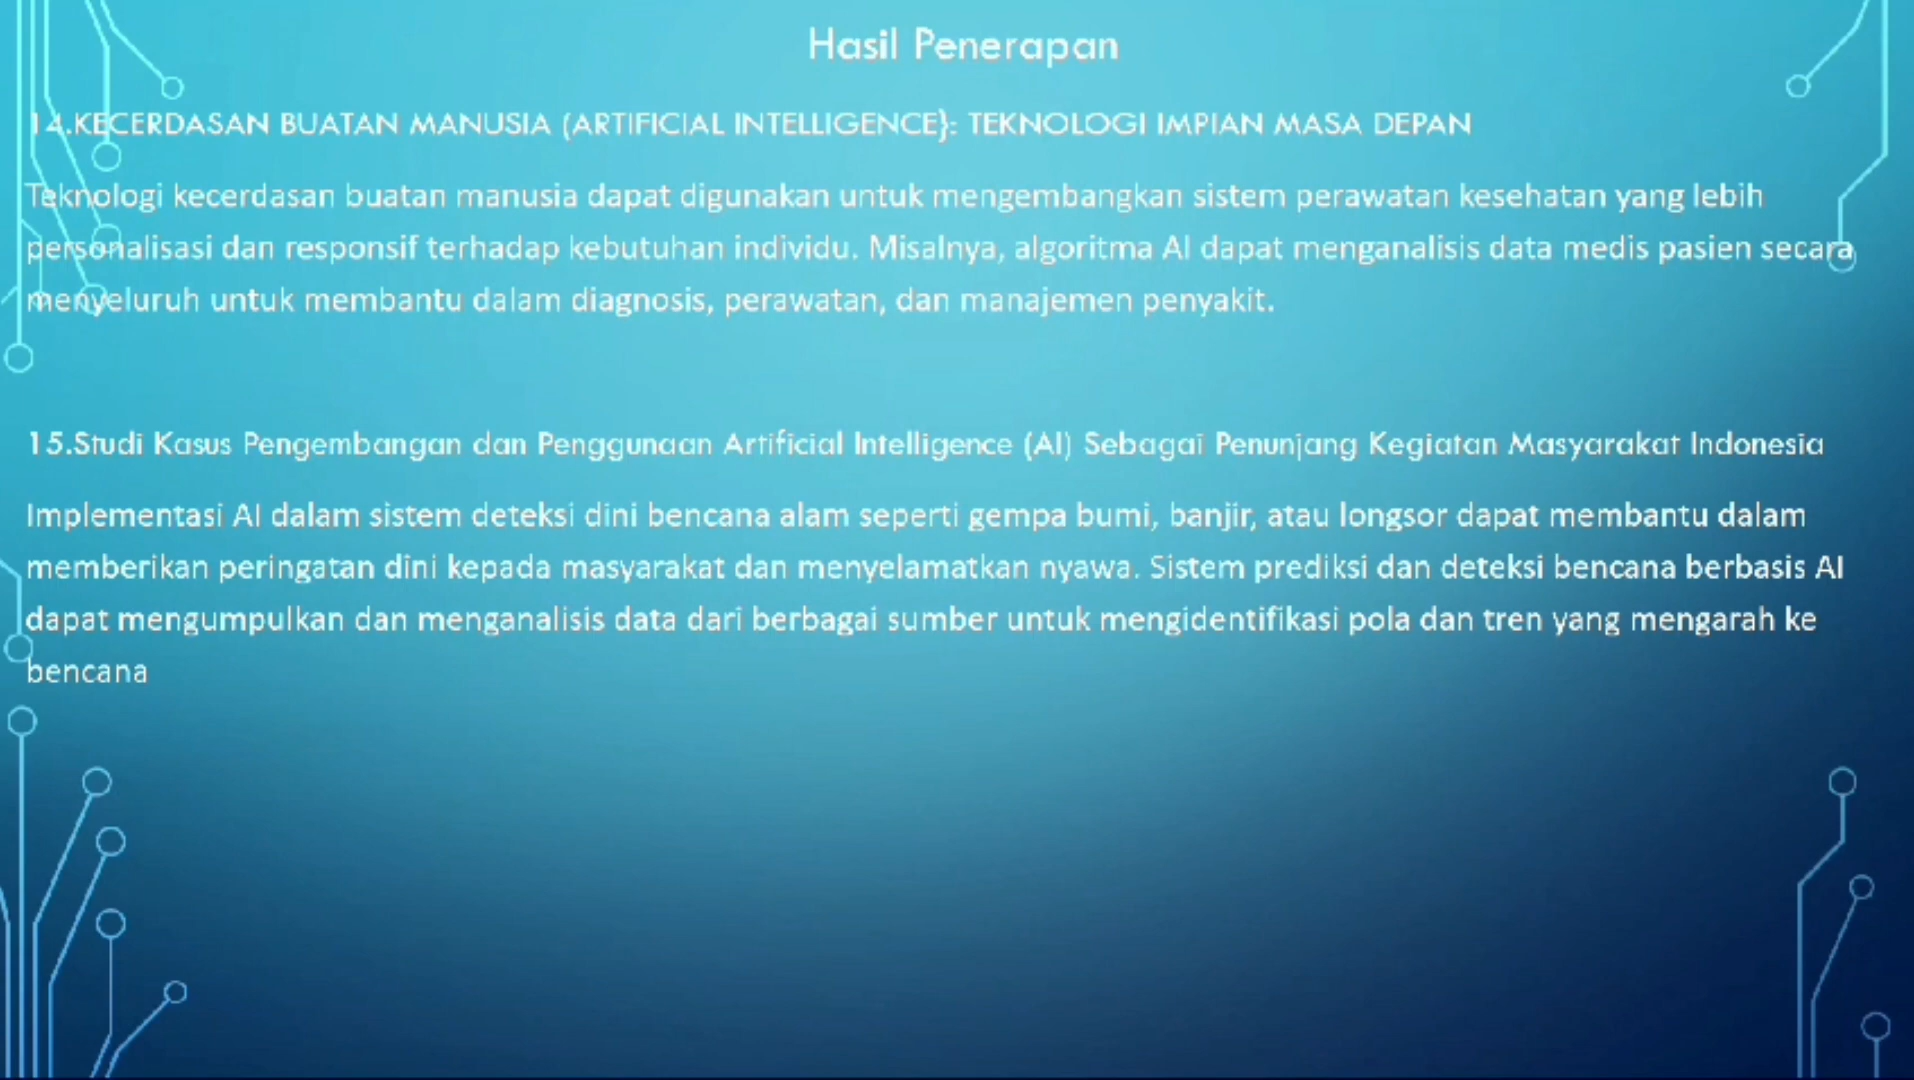 Hasil Penerapan
14.KECERDASAN BUATAN MANUSIA (ARTIFICIAL INTELLIGENCE}: TEKNOLOGI IMPIAN MASA DEPAN
Teknologi kecerdasan buatan manusia dapat digunakan untuk mengembangkan sistem perawatan kesehatan yang lebih
personalisasi dan responsif terhadap kebutuhan individu. Misalnya, algoritma AI dapat menganalisis data medis pasien secara
menyeluruh untuk membantu dalam diagnosis, perawatan, dan manajemen penyakit.
15.Studi Kasus Pengembangan dan Penggunaan Artificial Intelligence (AI) Sebagai Penunjang Kegiatan Masyarakat Indonesia
Implementasi AI dalam sistem deteksi dini bencana alam seperti gempa bumi, banjir, atau longsor dapat membantu dalam
memberikan peringatan dini kepada masyarakat dan menyelamatkan nyawa. Sistem prediksi dan deteksi bencana berbasis AI
dapat mengumpulkan dan menganalisis data dari berbagai sumber untuk mengidentifikasi pola dan tren yang mengarah ke
bencana